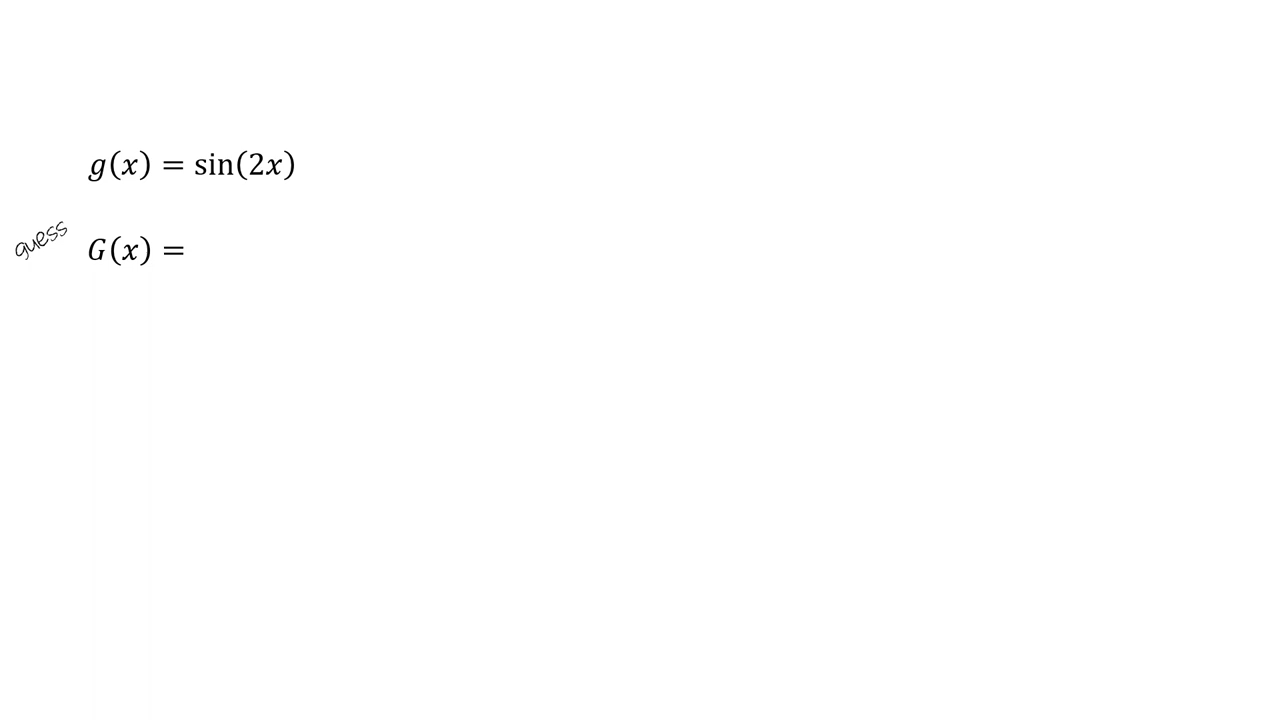 g(x) = sin(2x)
guess G(x) =